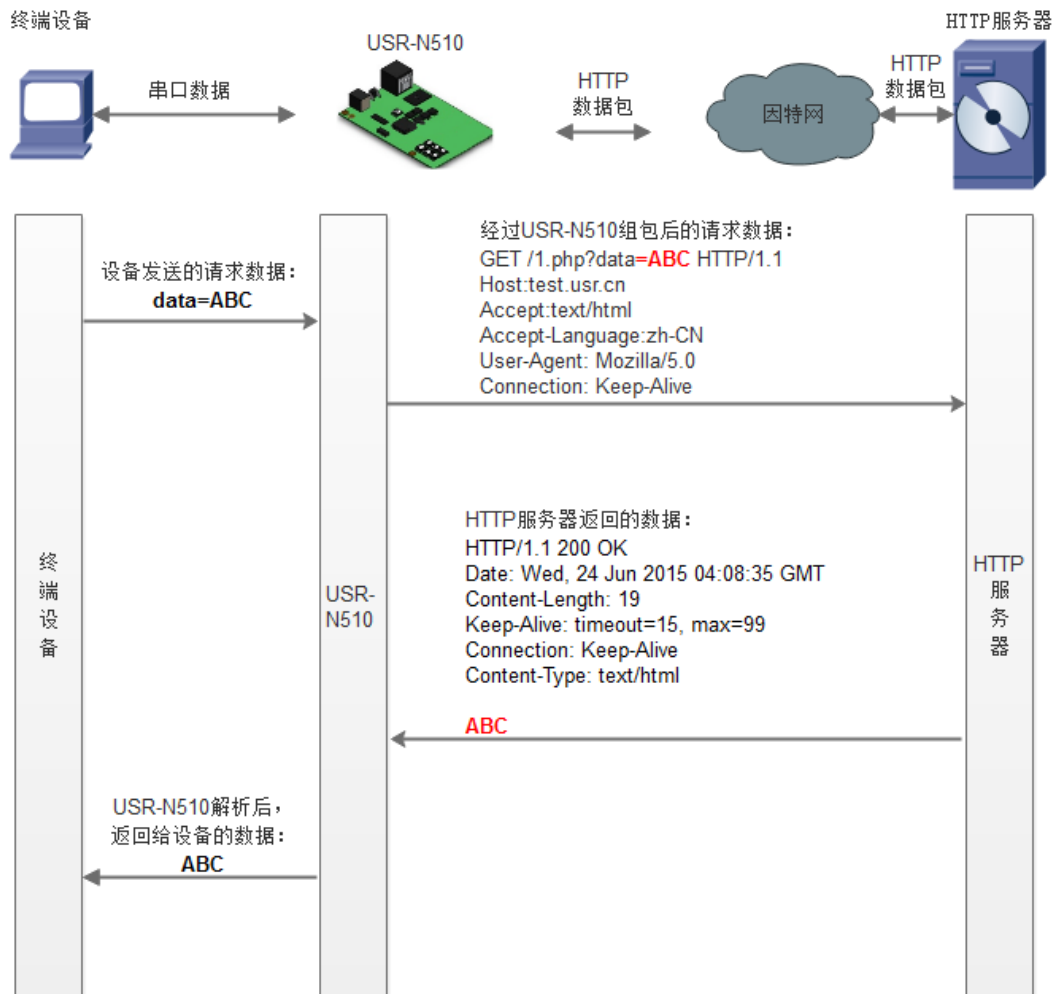 终端设备
USR-N510
HTTP服务器
串口数据
HTTP
数据包
因特网
HTTP
数据包
设备发送的请求数据：
data=ABC
经过USR-N510组包后的请求数据：
GET /1.php?data=ABC HTTP/1.1
Host:test.usr.cn
Accept:text/html
Accept-Language:zh-CN
User-Agent: Mozilla/5.0
Connection: Keep-Alive
HTTP服务器返回的数据：
HTTP/1.1 200 OK
Date: Wed, 24 Jun 2015 04:08:35 GMT
Content-Length: 19
Keep-Alive: timeout=15, max=99
Connection: Keep-Alive
Content-Type: text/html
ABC
终
端
设
备
USR-
N510
HTTP
服
务
器
USR-N510解析后，
返回给设备的数据：
ABC